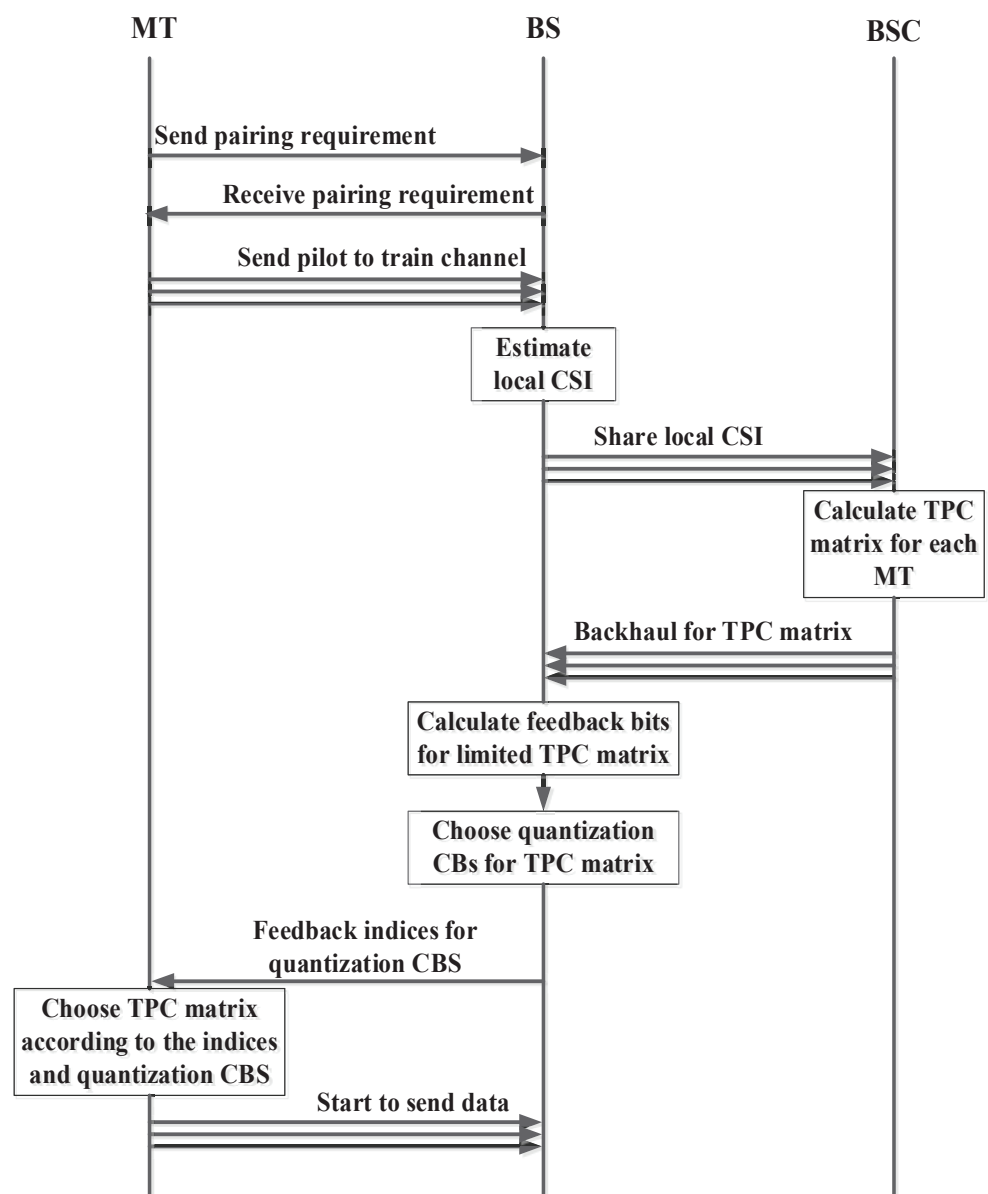 MT BS BSC
Send pairing requirement
Receive pairing requirement
Send pilot to train channel
Estimate
local CSI
Share local CSI
Calculate TPC
matrix for each
MT
Backhaul for TPC matrix
Calculate feedback bits
for limited TPC matrix
Choose quantization
CBs for TPC matrix
Feedback indices for
quantization CBS
Choose TPC matrix
according to the indices
and quantization CBS
Start to send data